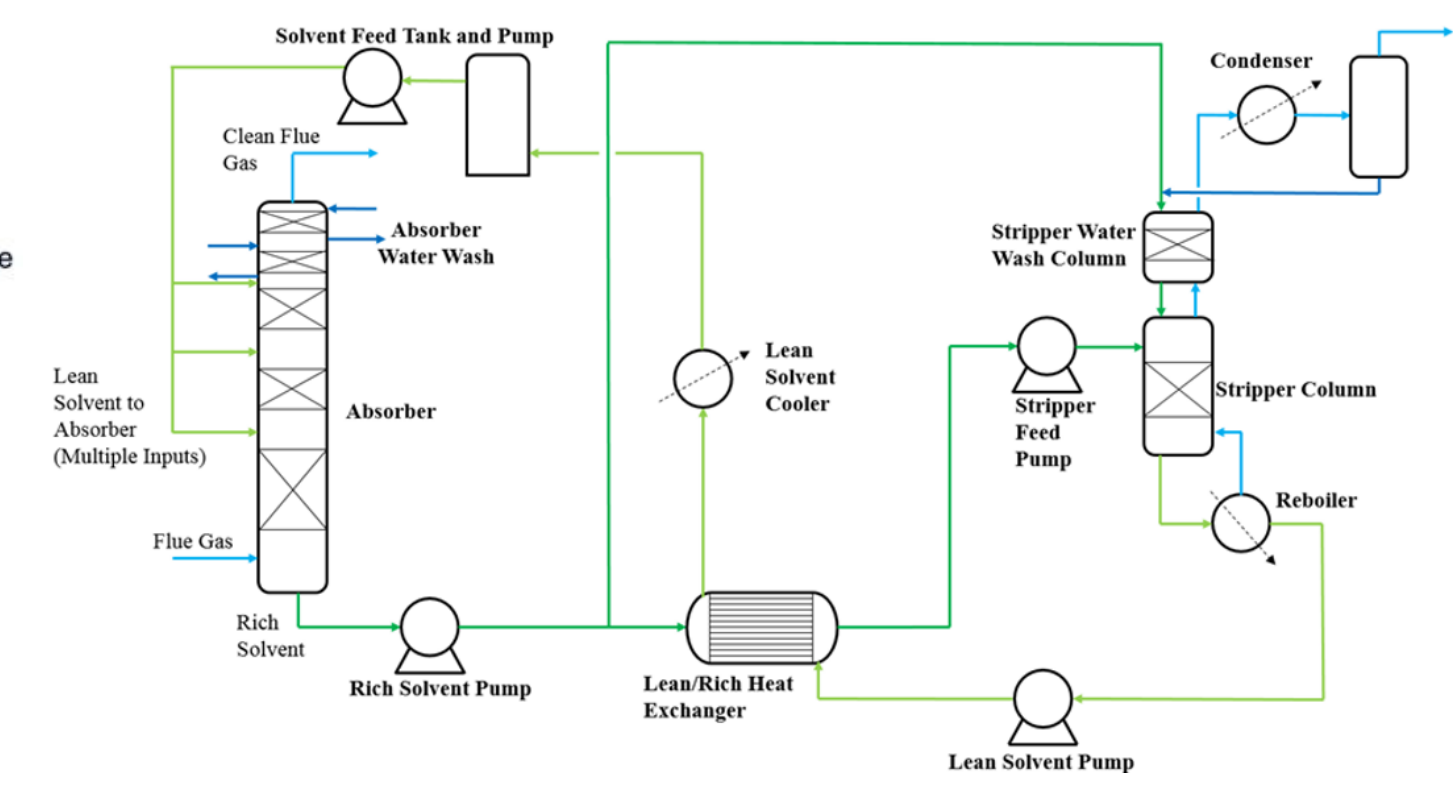 Solvent Feed Tank and Pump
Condenser
Clean Flue
Gas
e
Absorber
Water Wash
Stripper Water
Wash Column
Lean
Solvent to
Absorber
(Multiple Inputs)
Absorber
Lean
Solvent
Cooler
Stripper Column
Stripper
Feed
Pump
Reboiler
Flue Gas
Rich
Solvent
Rich Solvent Pump
Lean/Rich Heat
Exchanger
Lean Solvent Pump